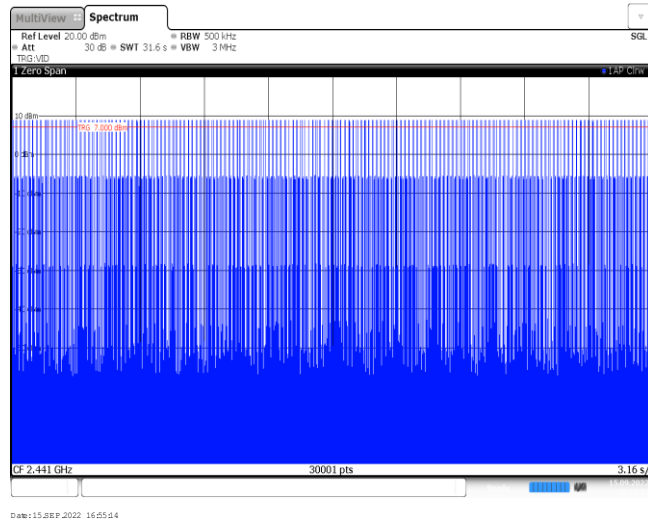 MultiView Spectrum
Ref Level 20.00 dBm RBW 500 kHz SGL
Att 30 dB SWT 31.6 s VBW 3 MHz
TRG:VID
1 Zero Span 1AP Clrw
10 dBm
TRG 7.000 dBm
0 dBm
CF 2.441 GHz 30001 pts 3.16 s/
Date:15.SEP.2022 16:55:14